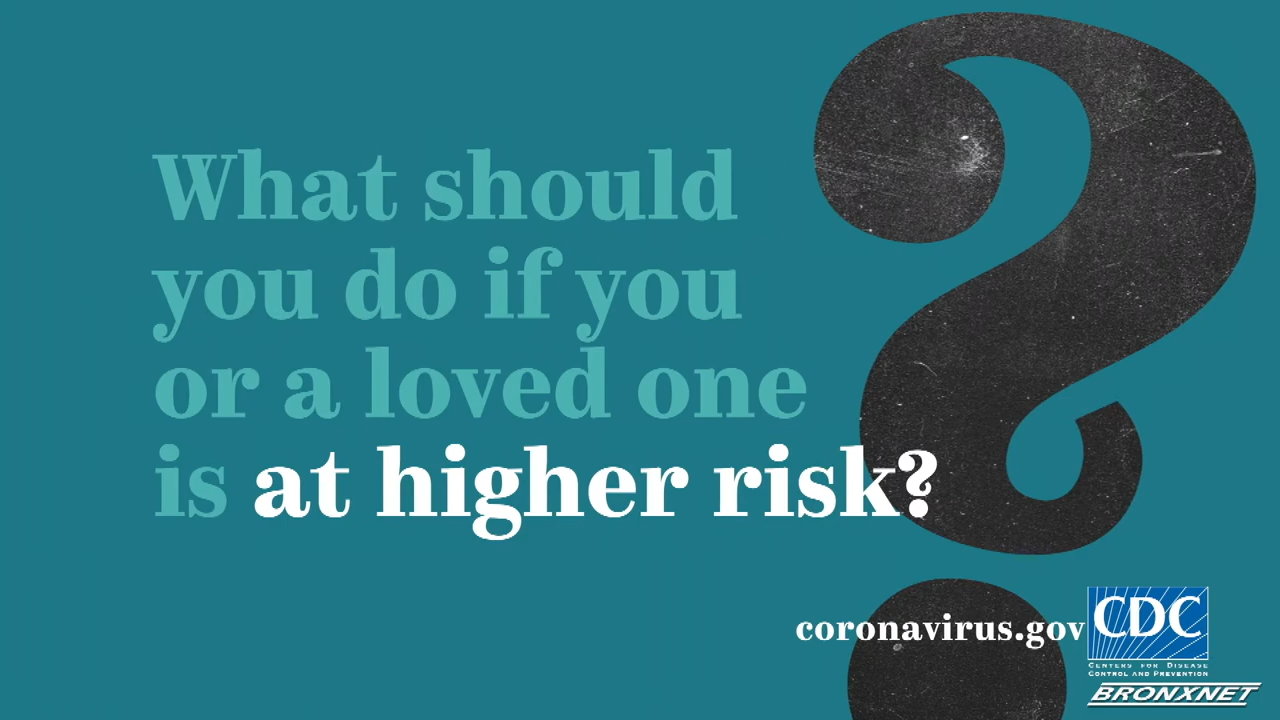 What should
you do if you
or a loved one
is at higher risk?
coronavirus.gov
CDC
CENTERS FOR DISEASE
CONTROL AND PREVENTION
BRONXNET